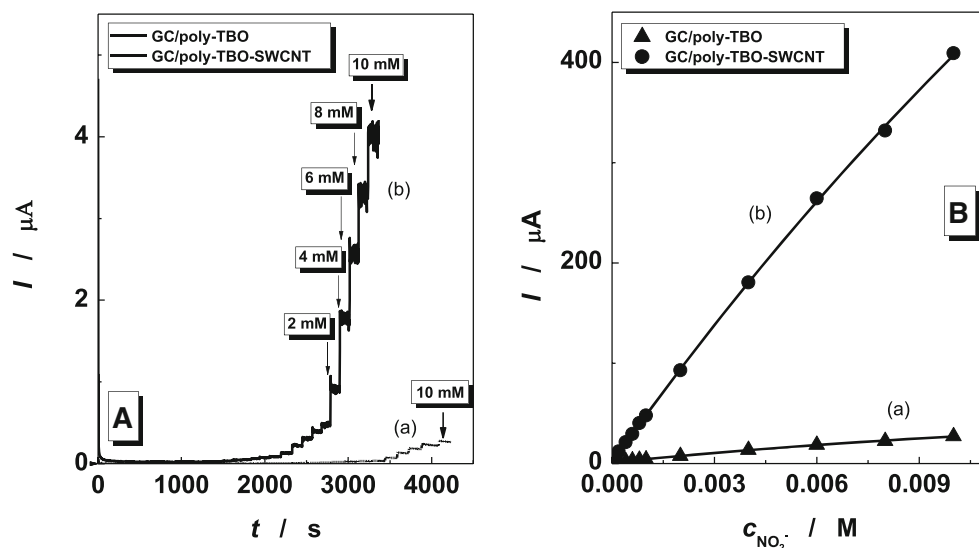 GC/poly-TBO
GC/poly-TBO-SWCNT
10 mM
8 mM
6 mM
4 mM
2 mM
10 mM
(b)
(a)
A
4
2
0
I / µA
0 1000 2000 3000 4000
t / s
GC/poly-TBO
GC/poly-TBO-SWCNT
B
(b)
(a)
400
200
0
I / µA
0.000 0.003 0.006 0.009
c NO₂⁻ / M